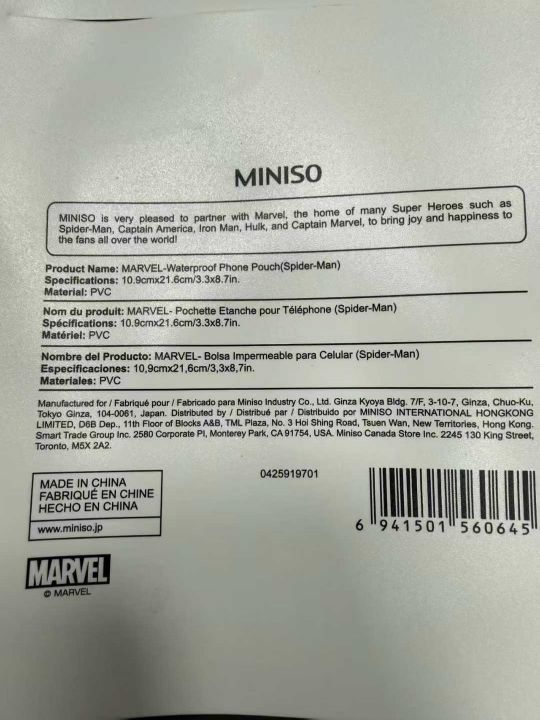 MINISO
MINISO is very pleased to partner with Marvel, the home of many Super Heroes such as
Spider-Man, Captain America, Iron Man, Hulk, and Captain Marvel, to bring joy and happiness to
the fans all over the world!
Product Name: MARVEL-Waterproof Phone Pouch(Spider-Man)
Specifications: 10.9cmx21.6cm/3.3x8.7in.
Material: PVC
Nom du produit: MARVEL- Pochette Etanche pour Téléphone (Spider-Man)
Spécifications: 10.9cmx21.6cm/3.3x8.7in.
Matériel: PVC
Nombre del Producto: MARVEL- Bolsa Impermeable para Celular (Spider-Man)
Especificaciones: 10,9cmx21,6cm/3,3x8,7in.
Materiales: PVC
Manufactured for / Fabriqué pour / Fabricado para Miniso Industry Co., Ltd. Ginza Kyoya Bldg. 7/F, 3-10-7, Ginza, Chuo-Ku,
Tokyo Ginza, 104-0061, Japan. Distributed by / Distribué par / Distribuido por MINISO INTERNATIONAL HONGKONG
LIMITED, D6B Dep., 11th Floor of Blocks A&B, TML Plaza, No. 3 Hoi Shing Road, Tsuen Wan, New Territories, Hong Kong.
Smart Trade Group Inc. 2580 Corporate Pl, Monterey Park, CA 91754, USA. Miniso Canada Store Inc. 2245 130 King Street,
Toronto, M5X 2A2.
MADE IN CHINA
FABRIQUÉ EN CHINE
HECHO EN CHINA
www.miniso.jp
0425919701
6 941501 560645
MARVEL
© MARVEL